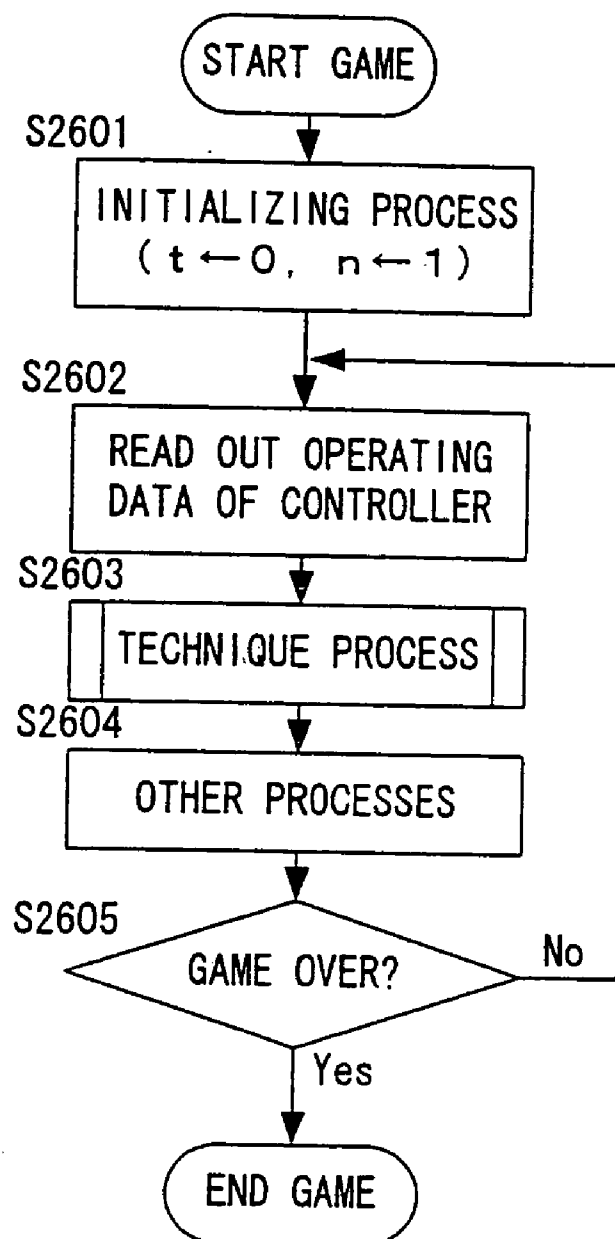 START GAME
S2601
INITIALIZING PROCESS
( t ← 0 , n ← 1 )
S2602
READ OUT OPERATING
DATA OF CONTROLLER
S2603
TECHNIQUE PROCESS
S2604
OTHER PROCESSES
S2605
GAME OVER?
No
Yes
END GAME